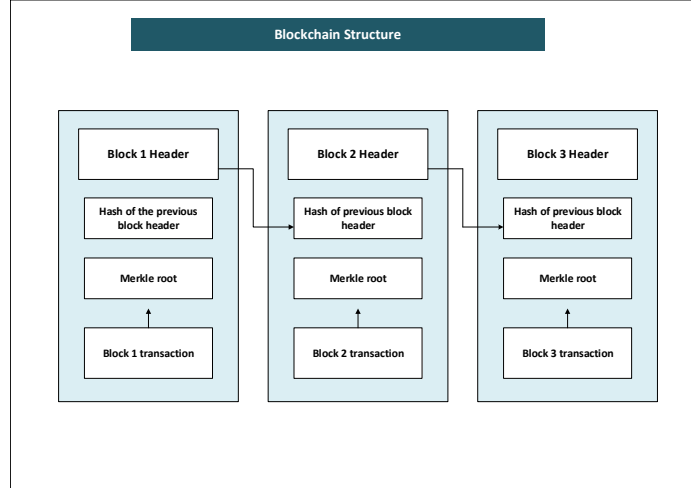 Blockchain Structure
Block 1 Header
Hash of the previous
block header
Merkle root
Block 1 transaction
Block 2 Header
Hash of previous block
header
Merkle root
Block 2 transaction
Block 3 Header
Hash of previous block
header
Merkle root
Block 3 transaction